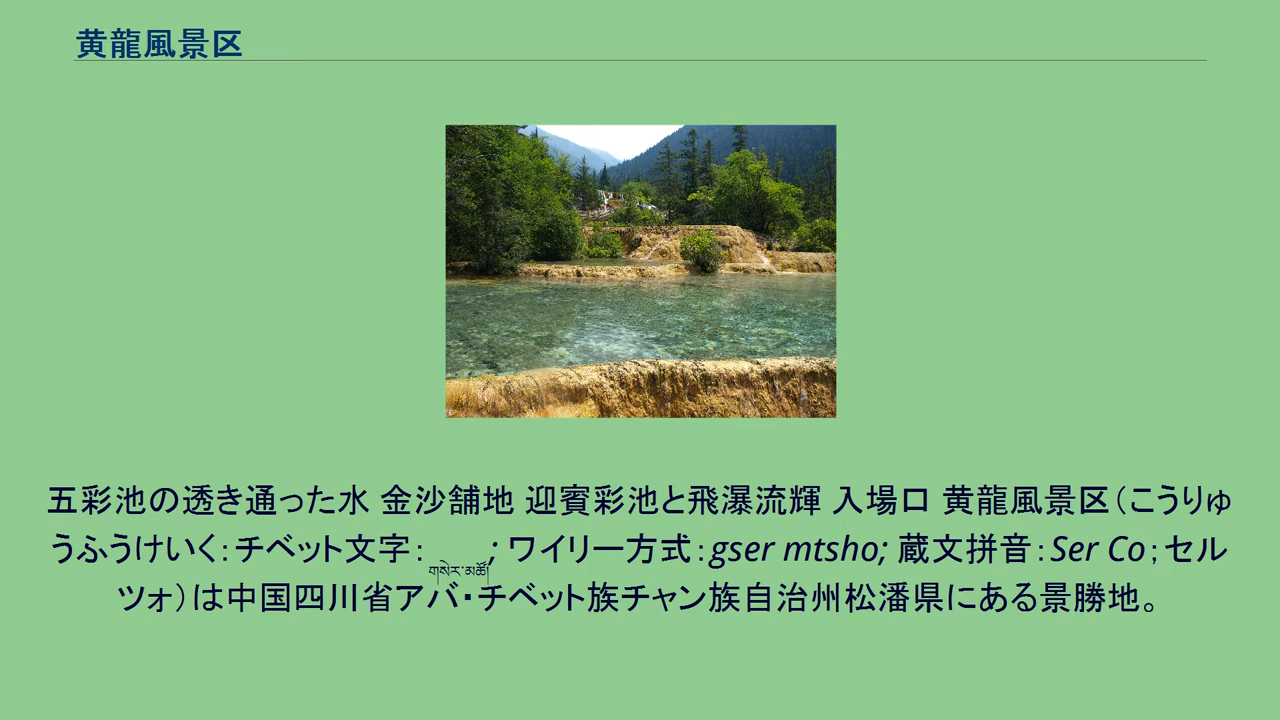 黄龍風景区
五彩池の透き通った水 金沙舗地 迎賓彩池と飛瀑流輝 入場口 黄龍風景区（こうりゅ
うふうけいく：チベット文字： གསེར་མཚོ།; ワイリー方式：gser mtsho; 蔵文拼音：Ser Co；セル
ツォ）は中国四川省アバ・チベット族チャン族自治州松潘県にある景勝地。